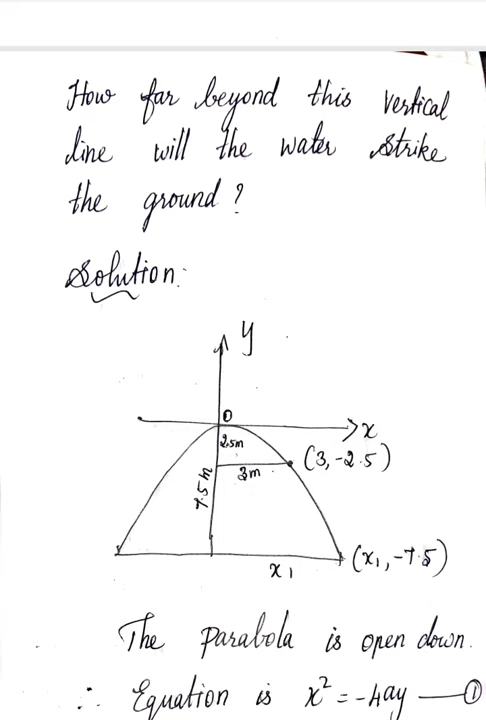 How far beyond this vertical
line will the water strike
the ground?
Solution:
y
0
x
2.5m
(3, -2.5)
3m
7.5m
(x₁, -7.5)
x₁
The parabola is open down.
∴ Equation is x² = -4ay —①